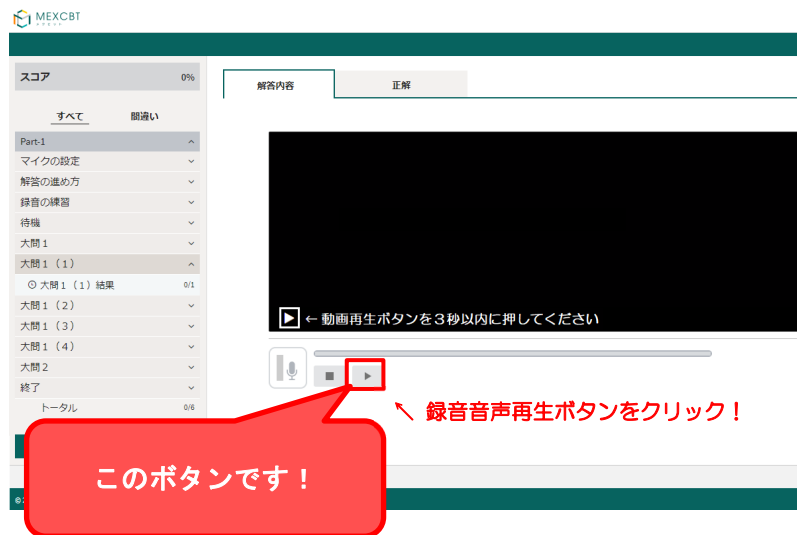 MEXCBT
メクビット
スコア 0%
すべて 間違い
Part-1
マイクの設定
解答の進め方
録音の練習
待機
大問1
大問1（1）
大問1（1）結果 0/1
大問1（2）
大問1（3）
大問1（4）
大問2
終了
トータル 0/6
解答内容 正解
←動画再生ボタンを３秒以内に押してください
↖ 録音音声再生ボタンをクリック！
このボタンです！